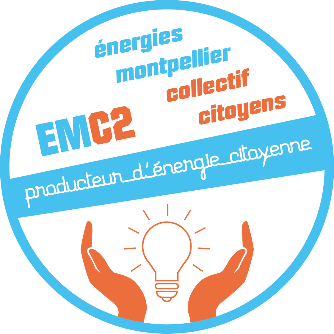 énergies
montpellier
collectif
citoyens
EMC2
producteur d'énergie citoyenne